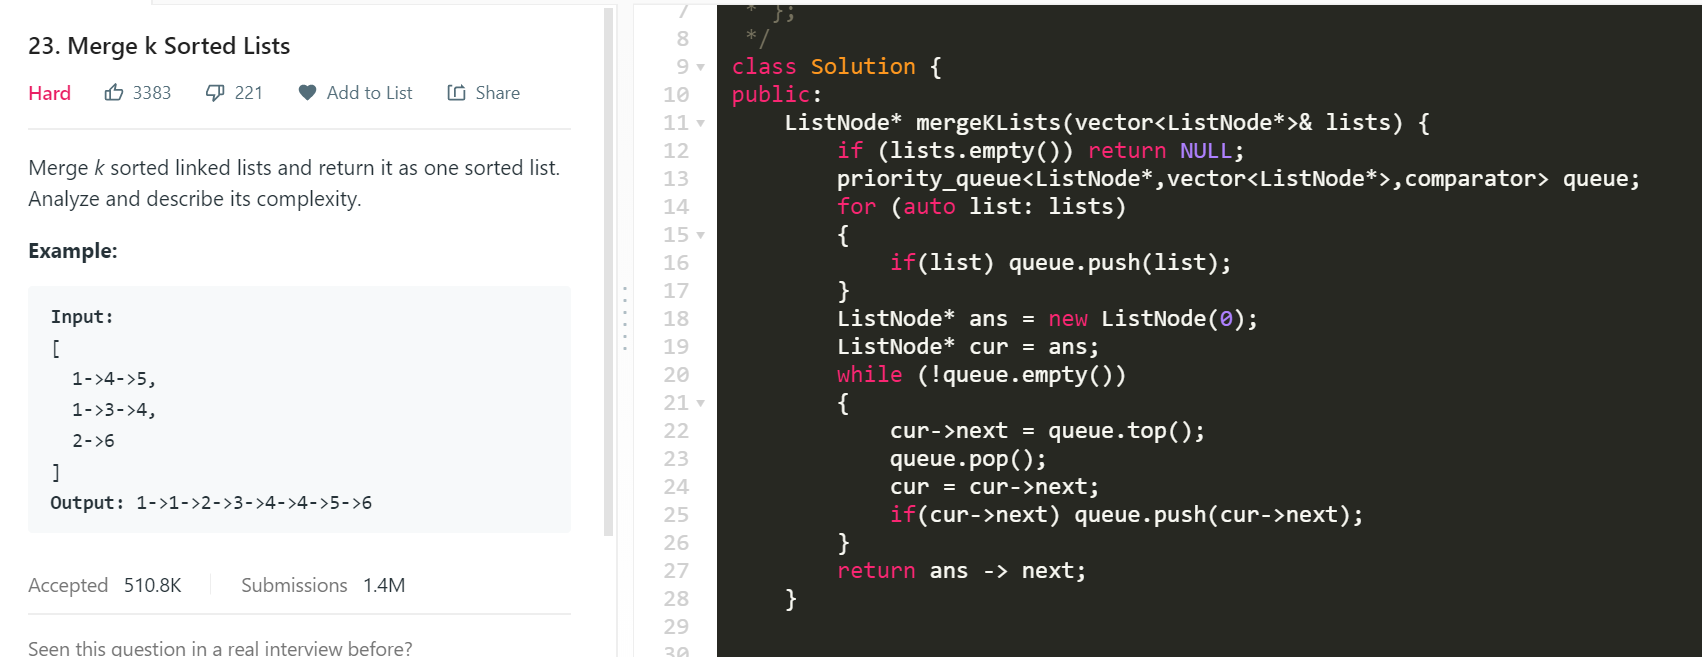 23. Merge k Sorted Lists
Hard 3383 221 Add to List Share
Merge k sorted linked lists and return it as one sorted list.
Analyze and describe its complexity.
Example:
Input:
[
  1->4->5,
  1->3->4,
  2->6
]
Output: 1->1->2->3->4->4->5->6
Accepted 510.8K Submissions 1.4M
Seen this question in a real interview before?
7 * };
8 */
9 class Solution {
10 public:
11     ListNode* mergeKLists(vector<ListNode*>& lists) {
12         if (lists.empty()) return NULL;
13         priority_queue<ListNode*,vector<ListNode*>,comparator> queue;
14         for (auto list: lists)
15         {
16             if(list) queue.push(list);
17         }
18         ListNode* ans = new ListNode(0);
19         ListNode* cur = ans;
20         while (!queue.empty())
21         {
22             cur->next = queue.top();
23             queue.pop();
24             cur = cur->next;
25             if(cur->next) queue.push(cur->next);
26         }
27         return ans -> next;
28     }
29
30